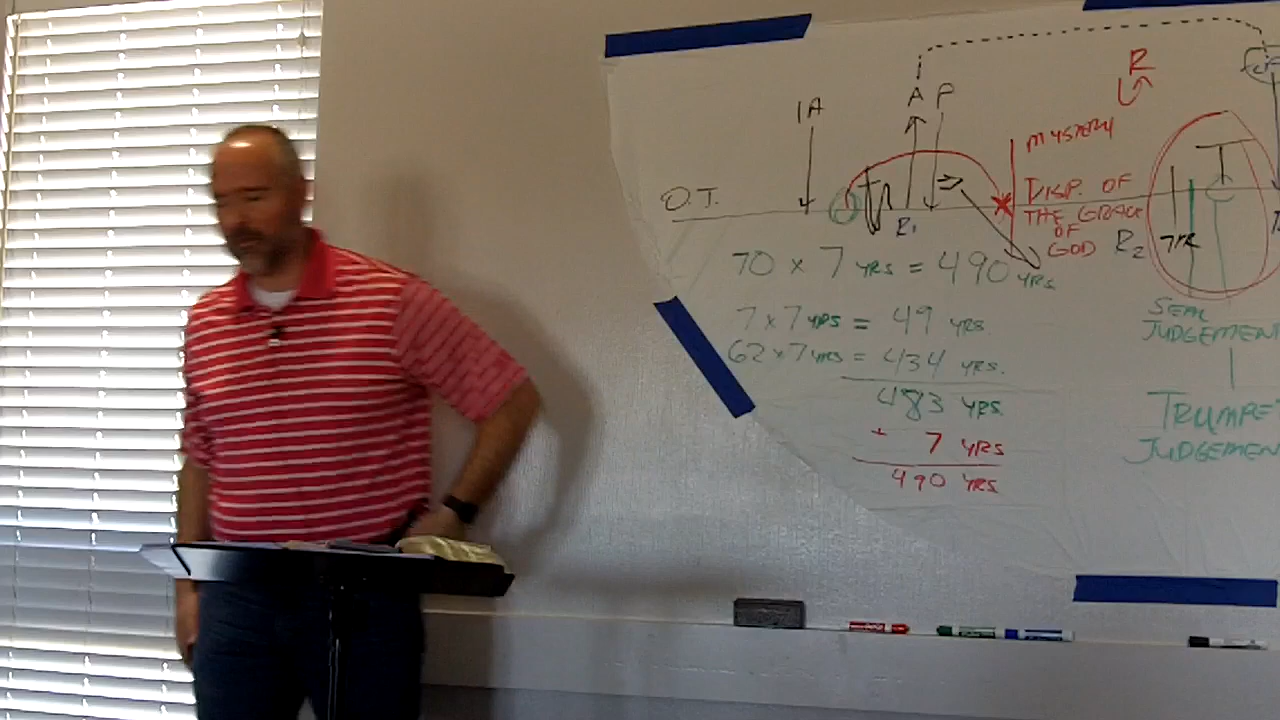 R
A P
1A
MYSTERY
O.T.
DISP. OF
THE GRACE
OF
GOD
R1
R2
7YR
70 x 7 YRS = 490 YRS
7 x 7 YRS = 49 YRS.
62 x 7 YRS = 434 YRS.
483 YRS.
+ 7 YRS
490 YRS
SEAL
JUDGEMENT
TRUMPET
JUDGEMEN